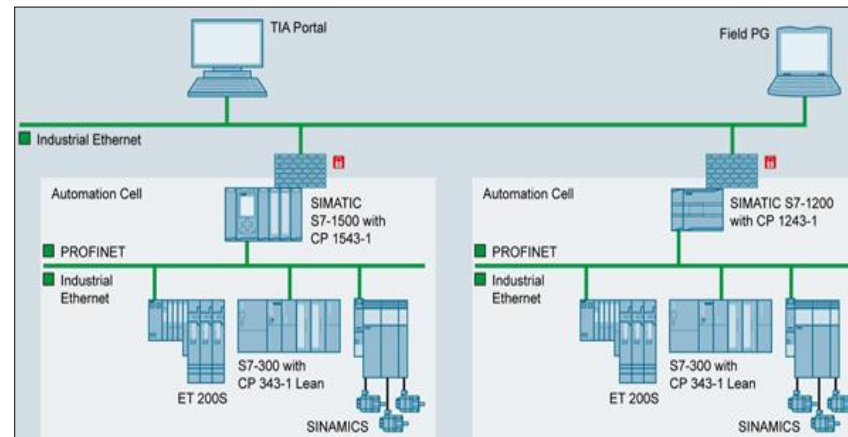 TIA Portal
Field PG
Industrial Ethernet
Automation Cell
SIMATIC
S7-1500 with
CP 1543-1
PROFINET
Industrial
Ethernet
ET 200S
S7-300 with
CP 343-1 Lean
SINAMICS
Automation Cell
SIMATIC S7-1200
with CP 1243-1
PROFINET
Industrial
Ethernet
ET 200S
S7-300 with
CP 343-1 Lean
SINAMICS